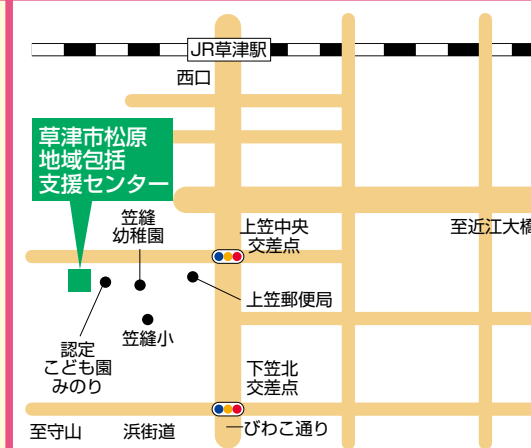 JR草津駅
西口
草津市松原
地域包括
支援センター
笠縫
幼稚園
上笠中央
交差点
至近江大橋
上笠郵便局
認定
こども園
みのり
笠縫小
下笠北
交差点
至守山
浜街道
びわこ通り